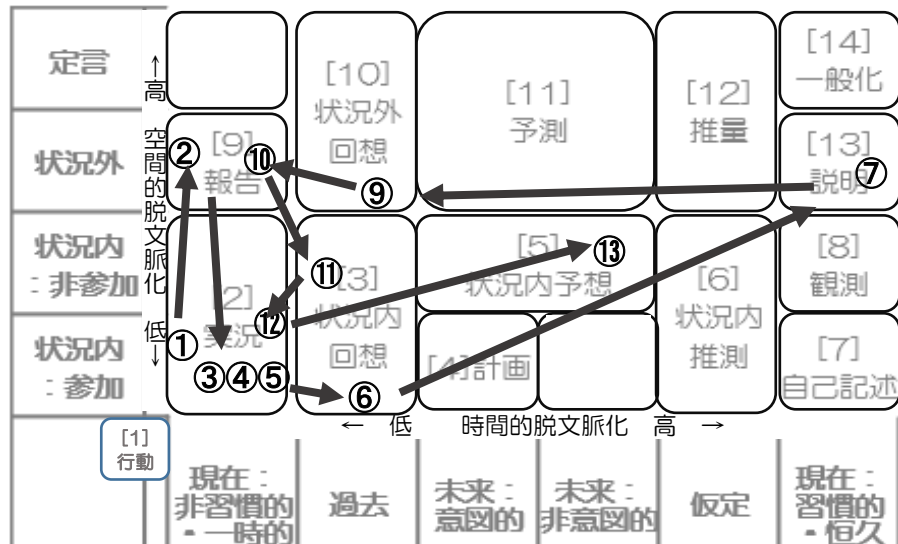 定言
状況外
状況内
：非参加
状況内
：参加
↑
高
空間的脱文脈化
低
↓
[9]
報告
[10]
状況外
回想
[11]
予測
[12]
推量
[14]
一般化
[13]
説明
[2]
実況
[3]
状況内
回想
[5]
状況内予想
[4]計画
[6]
状況内
推測
[8]
観測
[7]
自己記述
①
②
③④⑤
⑥
⑦
⑨
⑩
⑪
⑫
⑬
← 低 時間的脱文脈化 高 →
[1]
行動
現在：
非習慣的
・一時的
過去
未来：
意図的
未来：
非意図的
仮定
現在：
習慣的
・恒久